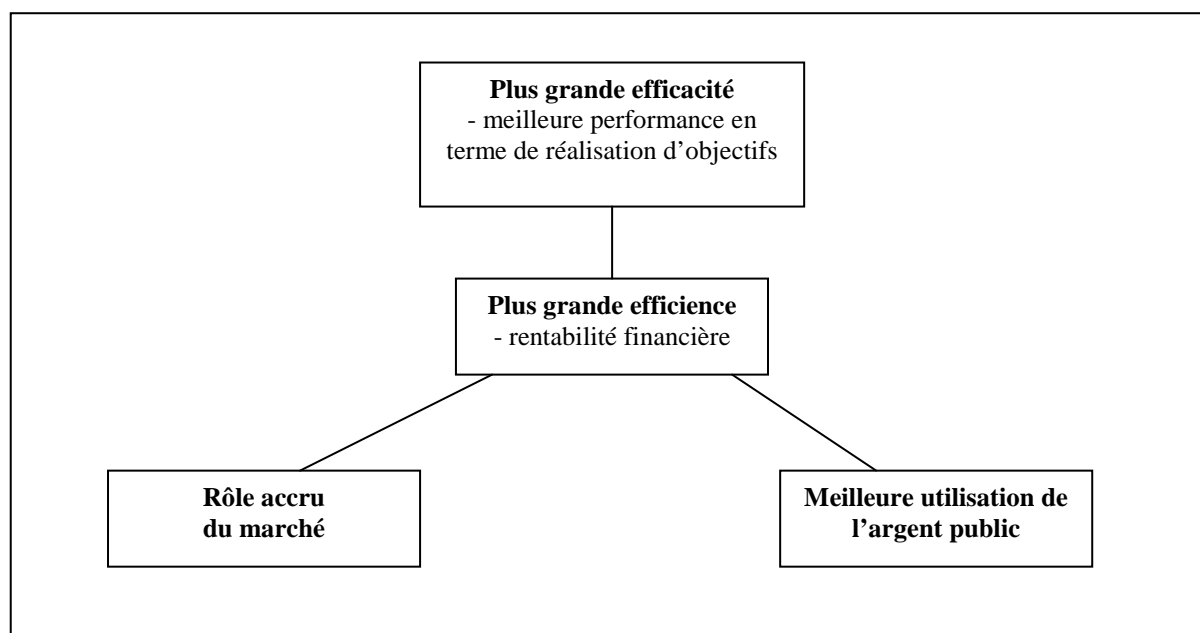 Plus grande efficacité
- meilleure performance en
terme de réalisation d’objectifs
Plus grande efficience
- rentabilité financière
Rôle accru
du marché
Meilleure utilisation de
l’argent public